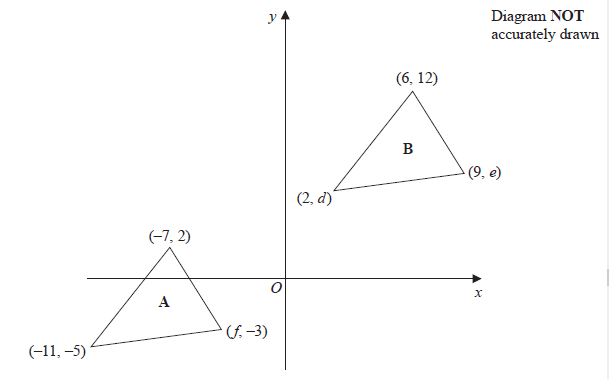 y
Diagram NOT
accurately drawn
(6, 12)
B
(9, e)
(2, d)
(–7, 2)
O
x
A
(f, –3)
(–11, –5)